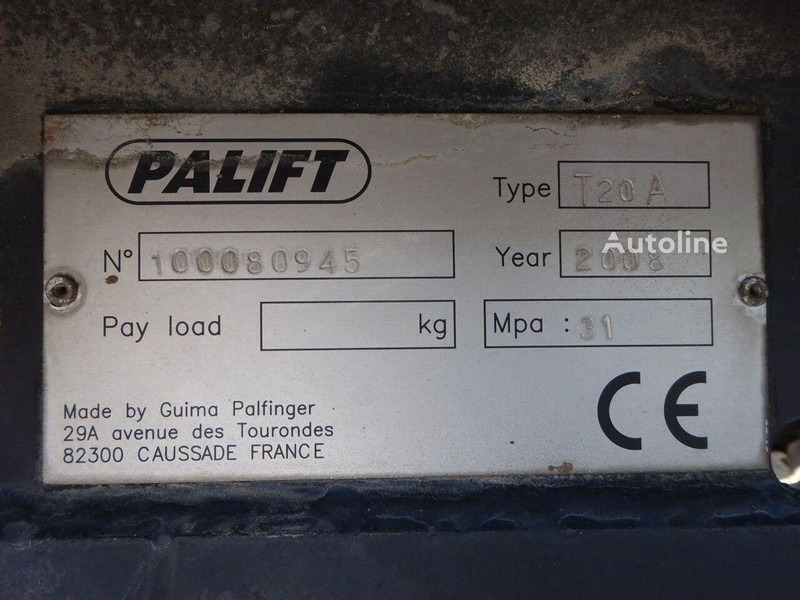 PALIFT
Type T20 A
N° 100080945
Year 2008
Autoline
Pay load kg
Mpa : 31
Made by Guima Palfinger
29A avenue des Tourondes
82300 CAUSSADE FRANCE
CE